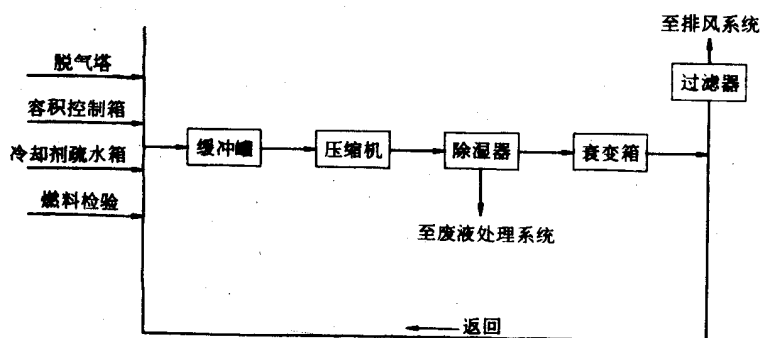 至排风系统
脱气塔
过滤器
容积控制箱
缓冲罐
压缩机
除湿器
衰变箱
冷却剂疏水箱
燃料检验
至废液处理系统
返回